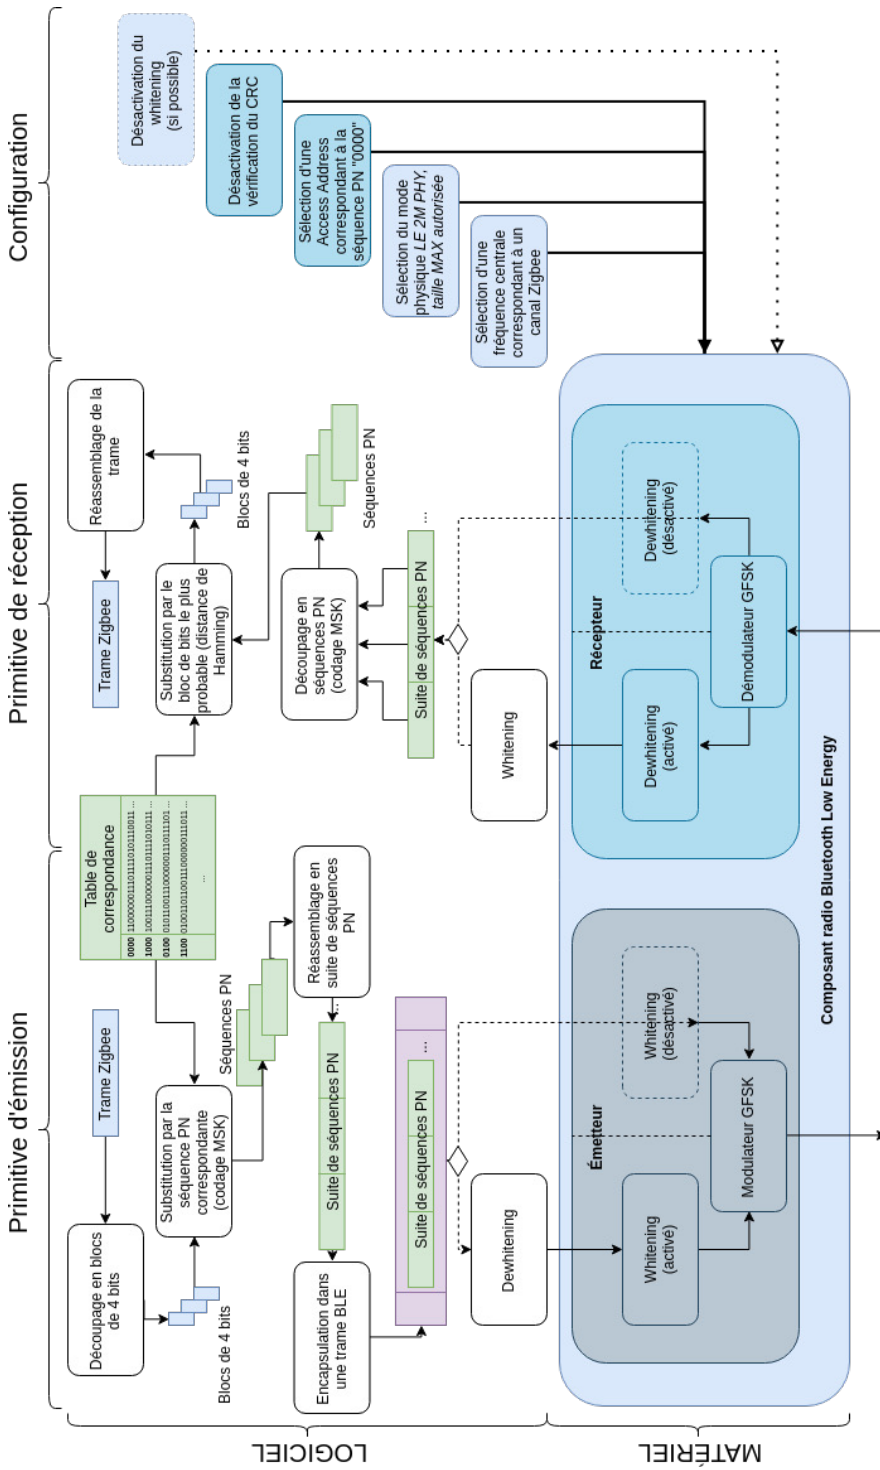 Primitive d'émission
Primitive de réception
Configuration
LOGICIEL
MATÉRIEL
Découpage en blocs
de 4 bits
Trame Zigbee
Blocs de 4 bits
Substitution par la
séquence PN
correspondante
(codage MSK)
Séquences PN
Réassemblage en
suite de séquences
PN
Suite de séquences PN
...
Encapsulation dans
une trame BLE
Suite de séquences PN
...
Dewhitening
Émetteur
Whitening
(activé)
Whitening
(désactivé)
Modulateur GFSK
Table de
correspondance
0000 11000000111011110101110011 ...
1000 10011100000011101111010111 ...
0100 01011001110000001110111101 ...
1100 01001101100111000000111011 ...
...
Trame Zigbee
Réassemblage de la
trame
Substitution par le
bloc de bits le plus
probable (distance de
Hamming)
Blocs de 4 bits
Découpage en
séquences PN
(codage MSK)
Séquences PN
Suite de séquences PN
...
Whitening
Récepteur
Dewhitening
(activé)
Dewhitening
(désactivé)
Démodulateur GFSK
Composant radio Bluetooth Low Energy
Désactivation du
whitening
(si possible)
Désactivation de la
vérification du CRC
Sélection d'une
Access Address
correspondant à la
séquence PN "0000"
Sélection du mode
physique LE 2M PHY,
taille MAX autorisée
Sélection d'une
fréquence centrale
correspondant à un
canal Zigbee